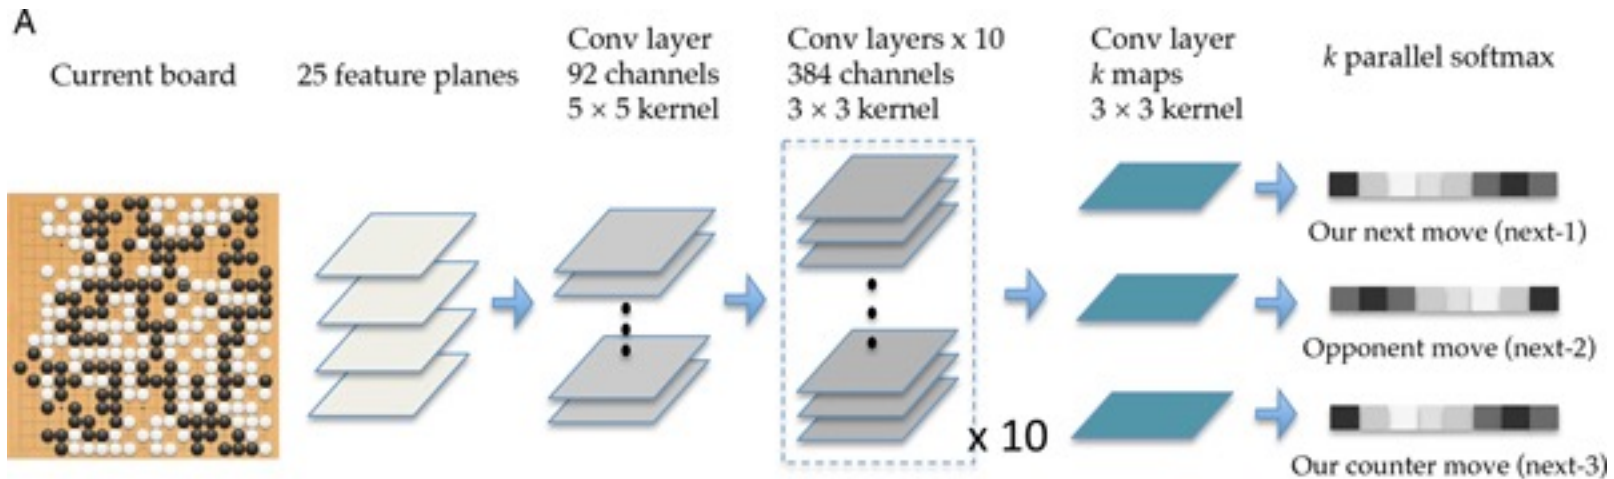 A
Current board
25 feature planes
Conv layer
92 channels
5 × 5 kernel
Conv layers x 10
384 channels
3 × 3 kernel
Conv layer
k maps
3 × 3 kernel
k parallel softmax
Our next move (next-1)
Opponent move (next-2)
x 10
Our counter move (next-3)